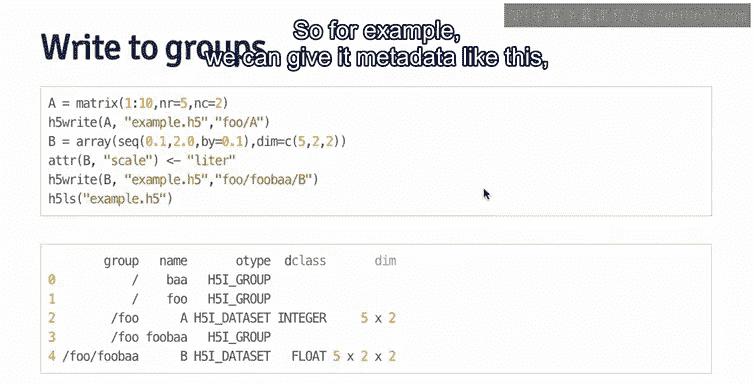 So for example,
we can give it metadata like this,
Write to groups
A = matrix(1:10,nr=5,nc=2)
h5write(A, "example.h5","foo/A")
B = array(seq(0.1,2.0,by=0.1),dim=c(5,2,2))
attr(B, "scale") <- "liter"
h5write(B, "example.h5","foo/foobaa/B")
h5ls("example.h5")
group name otype dclass dim
0 / baa H5I_GROUP
1 / foo H5I_GROUP
2 /foo A H5I_DATASET INTEGER 5 x 2
3 /foo foobaa H5I_GROUP
4 /foo/foobaa B H5I_DATASET FLOAT 5 x 2 x 2